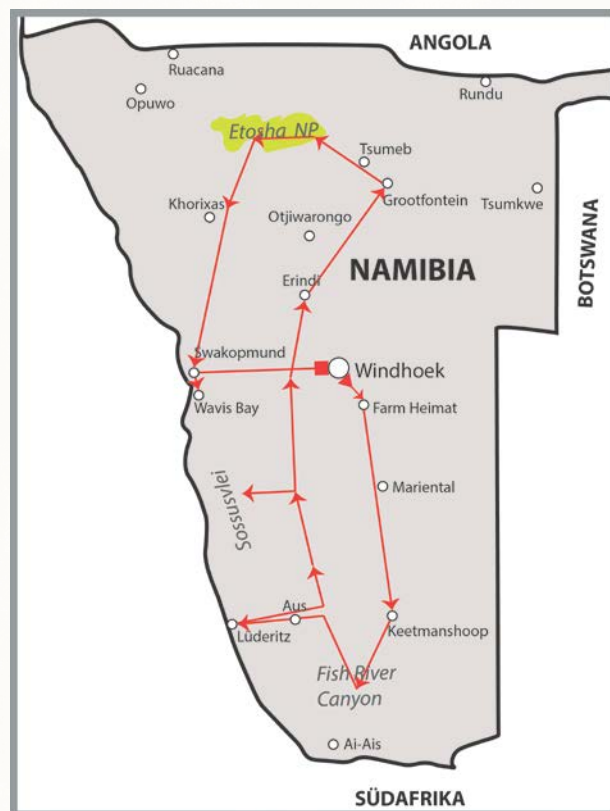 ANGOLA
Ruacana
Rundu
Opuwo
Etosha NP
Tsumeb
Grootfontein
Tsumkwe
Khorixas
Otjiwarongo
BOTSWANA
NAMIBIA
Erindi
Swakopmund
Windhoek
Wavis Bay
Farm Heimat
Sossusvlei
Mariental
Aus
Lüderitz
Keetmanshoop
Fish River
Canyon
Ai-Ais
SÜDAFRIKA